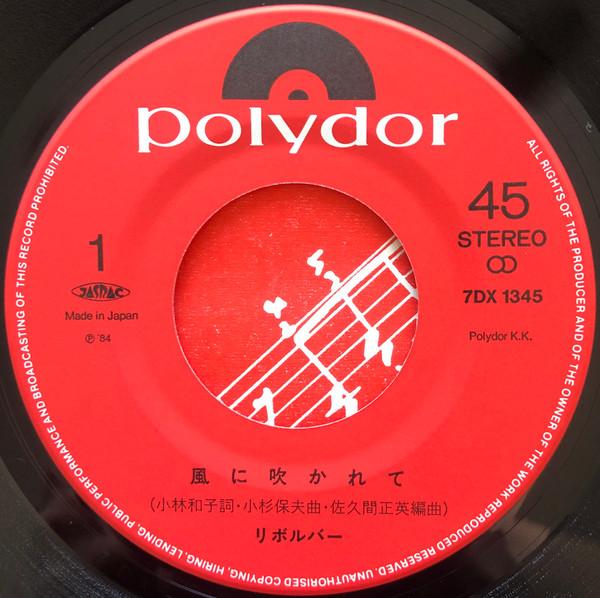 polydor
1
JASRAC
Made in Japan
Ⓟ '84
45
STEREO
7DX 1345
Polydor K.K.
風に吹かれて
(小林和子詞・小杉保夫曲・佐久間正英編曲)
リボルバー
ALL RIGHTS OF THE PRODUCER AND OF THE OWNER OF THE WORK REPRODUCED RESERVED. UNAUTHORISED COPYING, HIRING, LENDING, PUBLIC PERFORMANCE AND BROADCASTING OF THIS RECORD PROHIBITED.